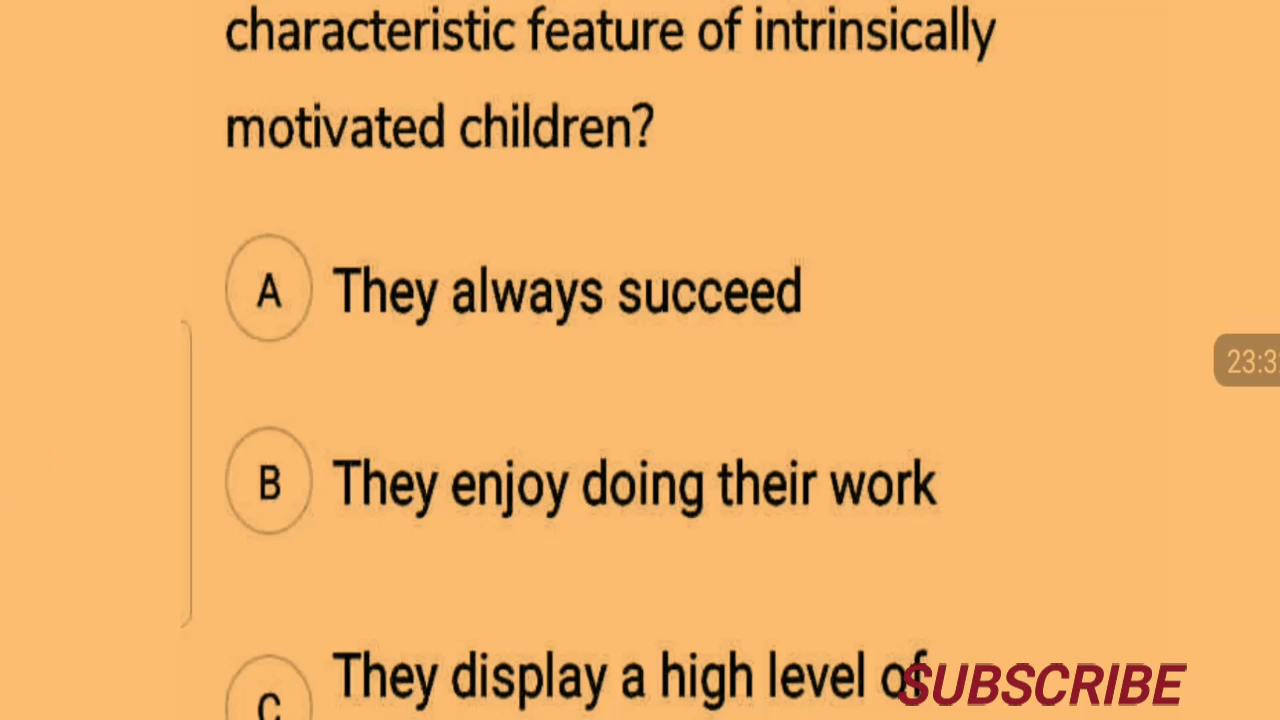 characteristic feature of intrinsically
motivated children?
A They always succeed
23:3
B They enjoy doing their work
C They display a high level of
SUBSCRIBE